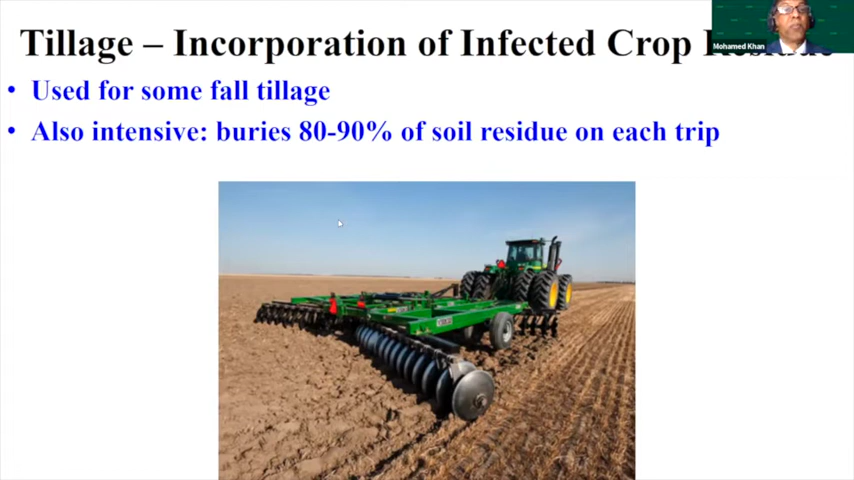 Tillage – Incorporation of Infected Crop Residue
• Used for some fall tillage
• Also intensive: buries 80-90% of soil residue on each trip
Mohamed Khan